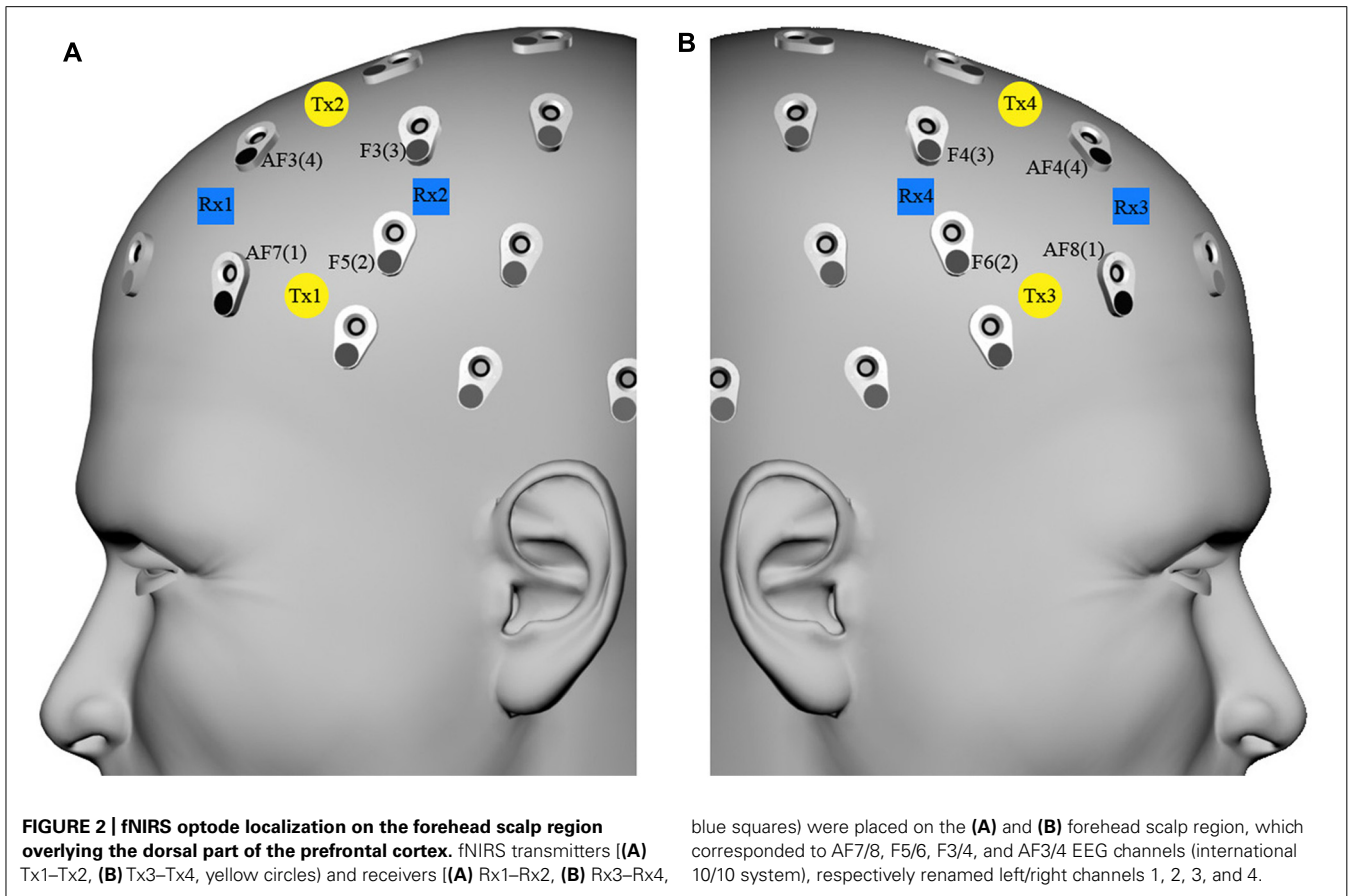 A
B
Tx2
Tx4
F3(3)
F4(3)
AF3(4)
AF4(4)
Rx1
Rx2
Rx4
Rx3
AF7(1)
F5(2)
F6(2)
AF8(1)
Tx1
Tx3
FIGURE 2 | fNIRS optode localization on the forehead scalp region
overlying the dorsal part of the prefrontal cortex. fNIRS transmitters [(A)
Tx1–Tx2, (B) Tx3–Tx4, yellow circles) and receivers [(A) Rx1–Rx2, (B) Rx3–Rx4,
blue squares) were placed on the (A) and (B) forehead scalp region, which
corresponded to AF7/8, F5/6, F3/4, and AF3/4 EEG channels (international
10/10 system), respectively renamed left/right channels 1, 2, 3, and 4.